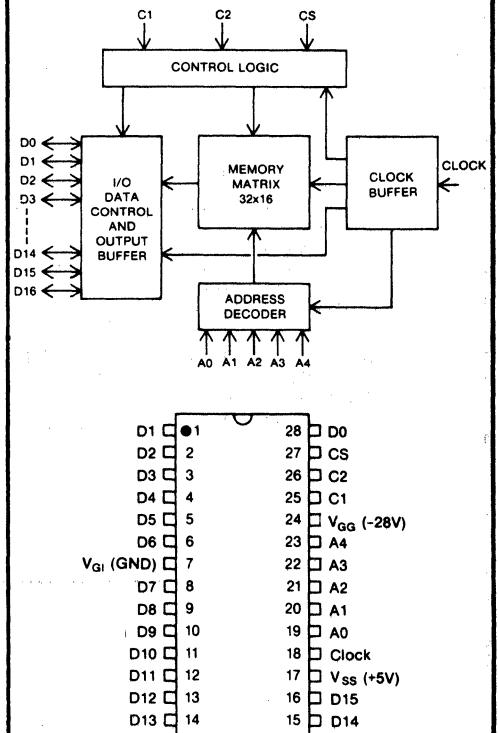 C1 C2 CS
CONTROL LOGIC
D0
D1
D2
D3
D14
D15
D16
I/O
DATA
CONTROL
AND
OUTPUT
BUFFER
MEMORY
MATRIX
32x16
CLOCK
BUFFER
CLOCK
ADDRESS
DECODER
A0 A1 A2 A3 A4
D1 1 28 D0
D2 2 27 CS
D3 3 26 C2
D4 4 25 C1
D5 5 24 VGG (-28V)
D6 6 23 A4
VGI (GND) 7 22 A3
D7 8 21 A2
D8 9 20 A1
D9 10 19 A0
D10 11 18 Clock
D11 12 17 VSS (+5V)
D12 13 16 D15
D13 14 15 D14